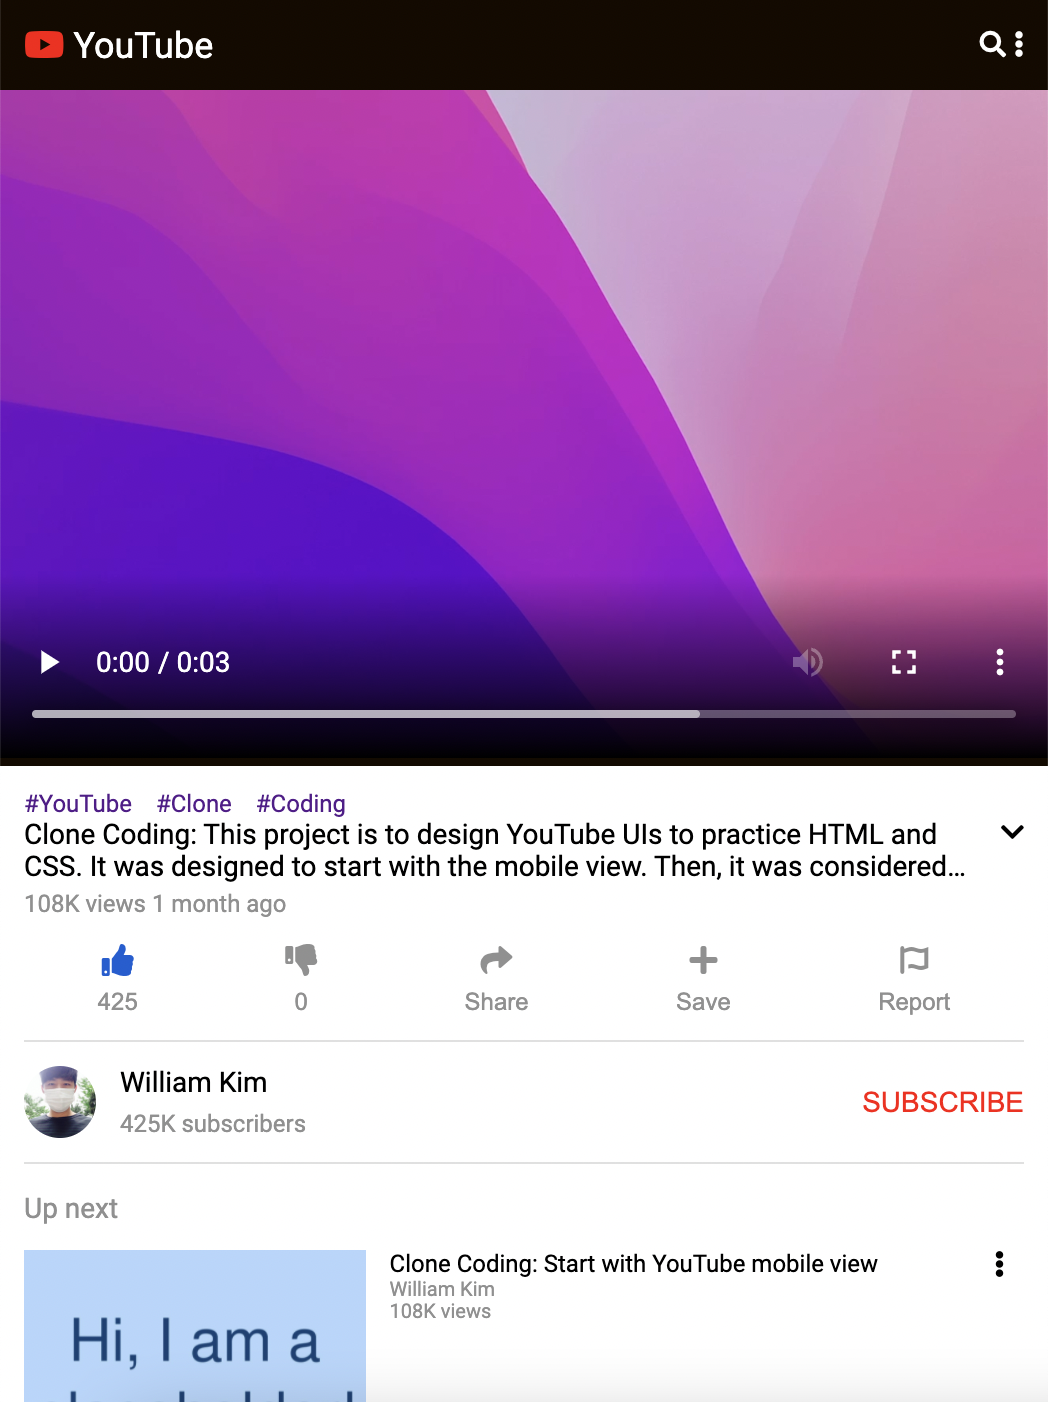 YouTube
0:00 / 0:03
#YouTube #Clone #Coding
Clone Coding: This project is to design YouTube UIs to practice HTML and
CSS. It was designed to start with the mobile view. Then, it was considered...
108K views 1 month ago
425
0
Share
Save
Report
William Kim
425K subscribers
SUBSCRIBE
Up next
Clone Coding: Start with YouTube mobile view
William Kim
108K views
Hi, I am a